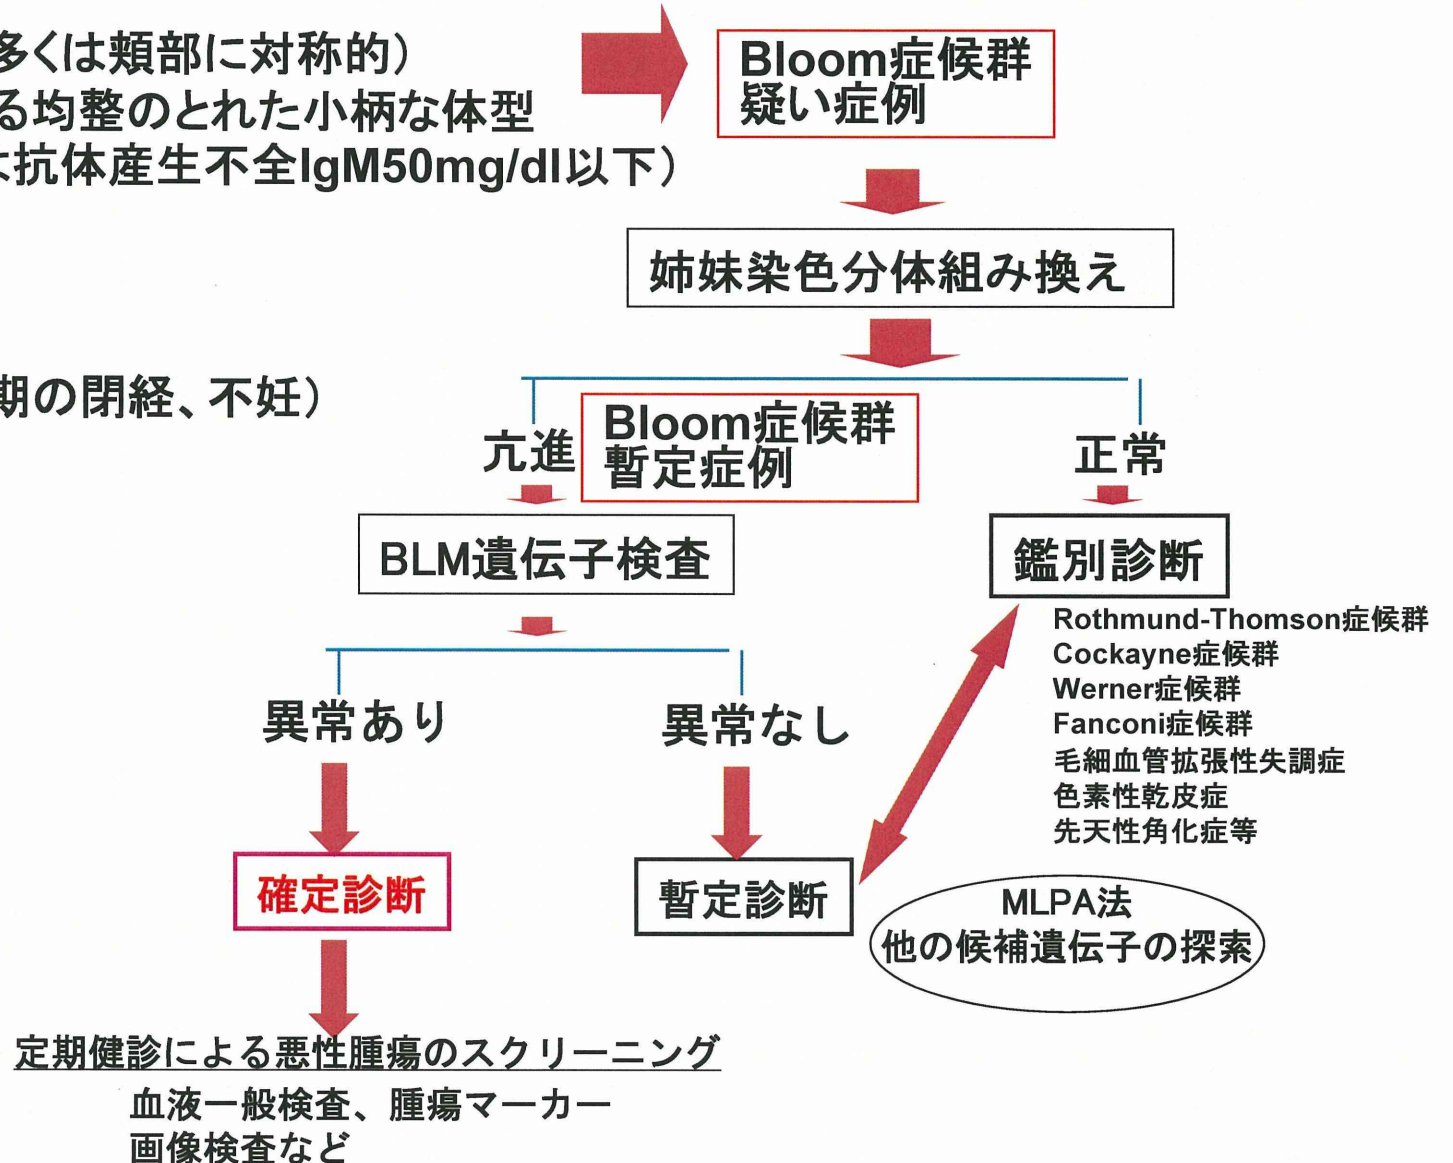 多くは頬部に対称的）
る均整のとれた小柄な体型
抗体産生不全IgM50mg/dl以下）
期の閉経、不妊）
Bloom症候群
疑い症例
姉妹染色分体組み換え
亢進
Bloom症候群
暫定症例
正常
BLM遺伝子検査
鑑別診断
Rothmund-Thomson症候群
Cockayne症候群
Werner症候群
Fanconi症候群
毛細血管拡張性失調症
色素性乾皮症
先天性角化症等
異常あり
異常なし
確定診断
暫定診断
MLPA法
他の候補遺伝子の探索
定期健診による悪性腫瘍のスクリーニング
血液一般検査、腫瘍マーカー
画像検査など